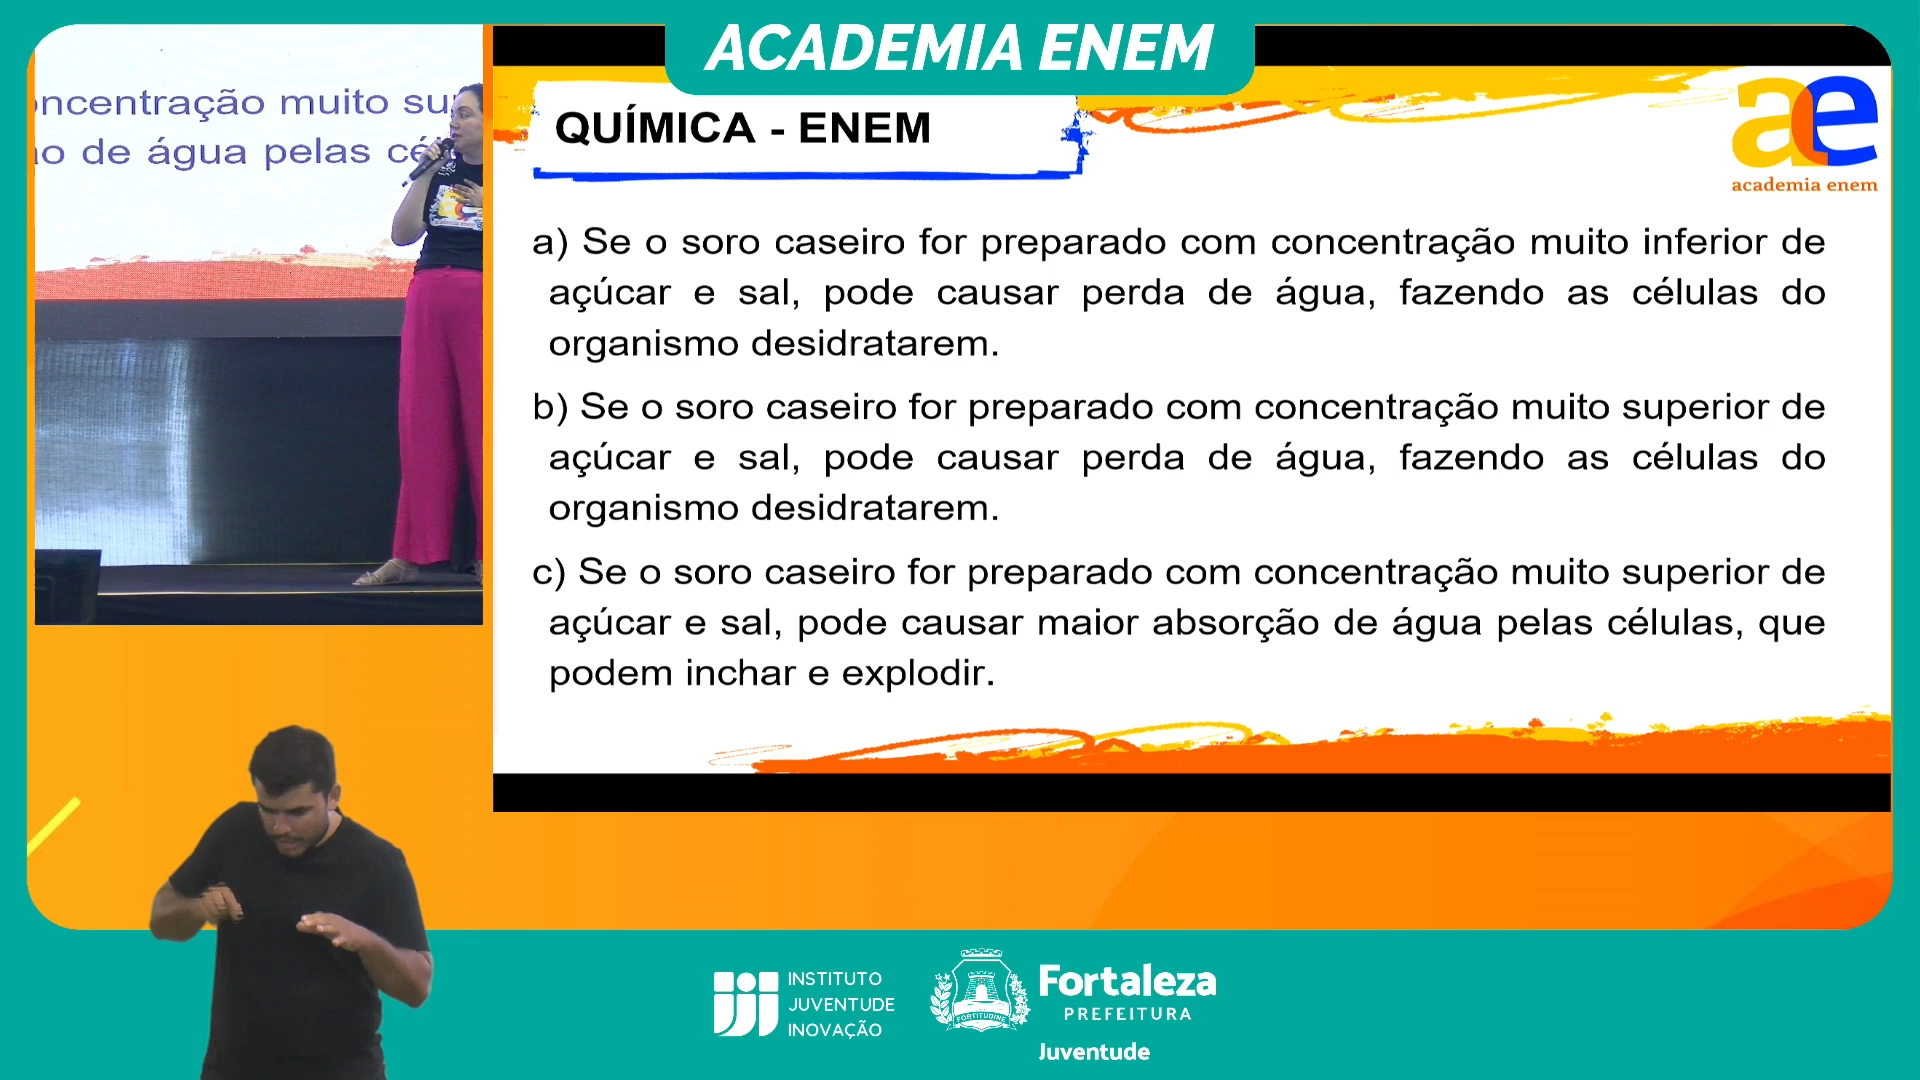 ACADEMIA ENEM
ncentração muito su
o de água pelas cé
QUÍMICA - ENEM
ae
academia enem
a) Se o soro caseiro for preparado com concentração muito inferior de
açúcar e sal, pode causar perda de água, fazendo as células do
organismo desidratarem.
b) Se o soro caseiro for preparado com concentração muito superior de
açúcar e sal, pode causar perda de água, fazendo as células do
organismo desidratarem.
c) Se o soro caseiro for preparado com concentração muito superior de
açúcar e sal, pode causar maior absorção de água pelas células, que
podem inchar e explodir.
INSTITUTO
JUVENTUDE
INOVAÇÃO
FORTITUDINE
Fortaleza
PREFEITURA
Juventude